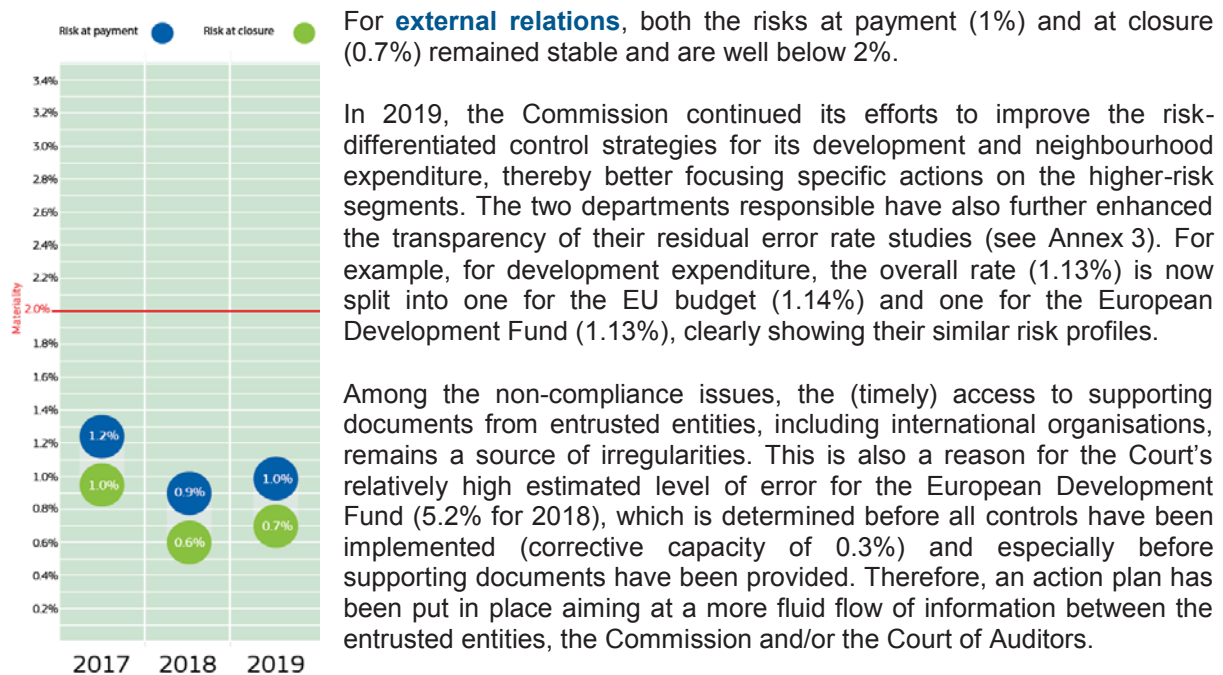 Risk at payment Risk at closure
3.4%
3.2%
3.0%
2.8%
2.6%
2.4%
2.2%
Materiality
2.0%
1.8%
1.6%
1.4%
1.2%
1.0%
0.8%
0.6%
0.4%
0.2%
1.2%
1.0%
0.9%
0.6%
1.0%
0.7%
2017 2018 2019
For external relations, both the risks at payment (1%) and at closure
(0.7%) remained stable and are well below 2%.
In 2019, the Commission continued its efforts to improve the risk-
differentiated control strategies for its development and neighbourhood
expenditure, thereby better focusing specific actions on the higher-risk
segments. The two departments responsible have also further enhanced
the transparency of their residual error rate studies (see Annex 3). For
example, for development expenditure, the overall rate (1.13%) is now
split into one for the EU budget (1.14%) and one for the European
Development Fund (1.13%), clearly showing their similar risk profiles.
Among the non-compliance issues, the (timely) access to supporting
documents from entrusted entities, including international organisations,
remains a source of irregularities. This is also a reason for the Court's
relatively high estimated level of error for the European Development
Fund (5.2% for 2018), which is determined before all controls have been
implemented (corrective capacity of 0.3%) and especially before
supporting documents have been provided. Therefore, an action plan has
been put in place aiming at a more fluid flow of information between the
entrusted entities, the Commission and/or the Court of Auditors.